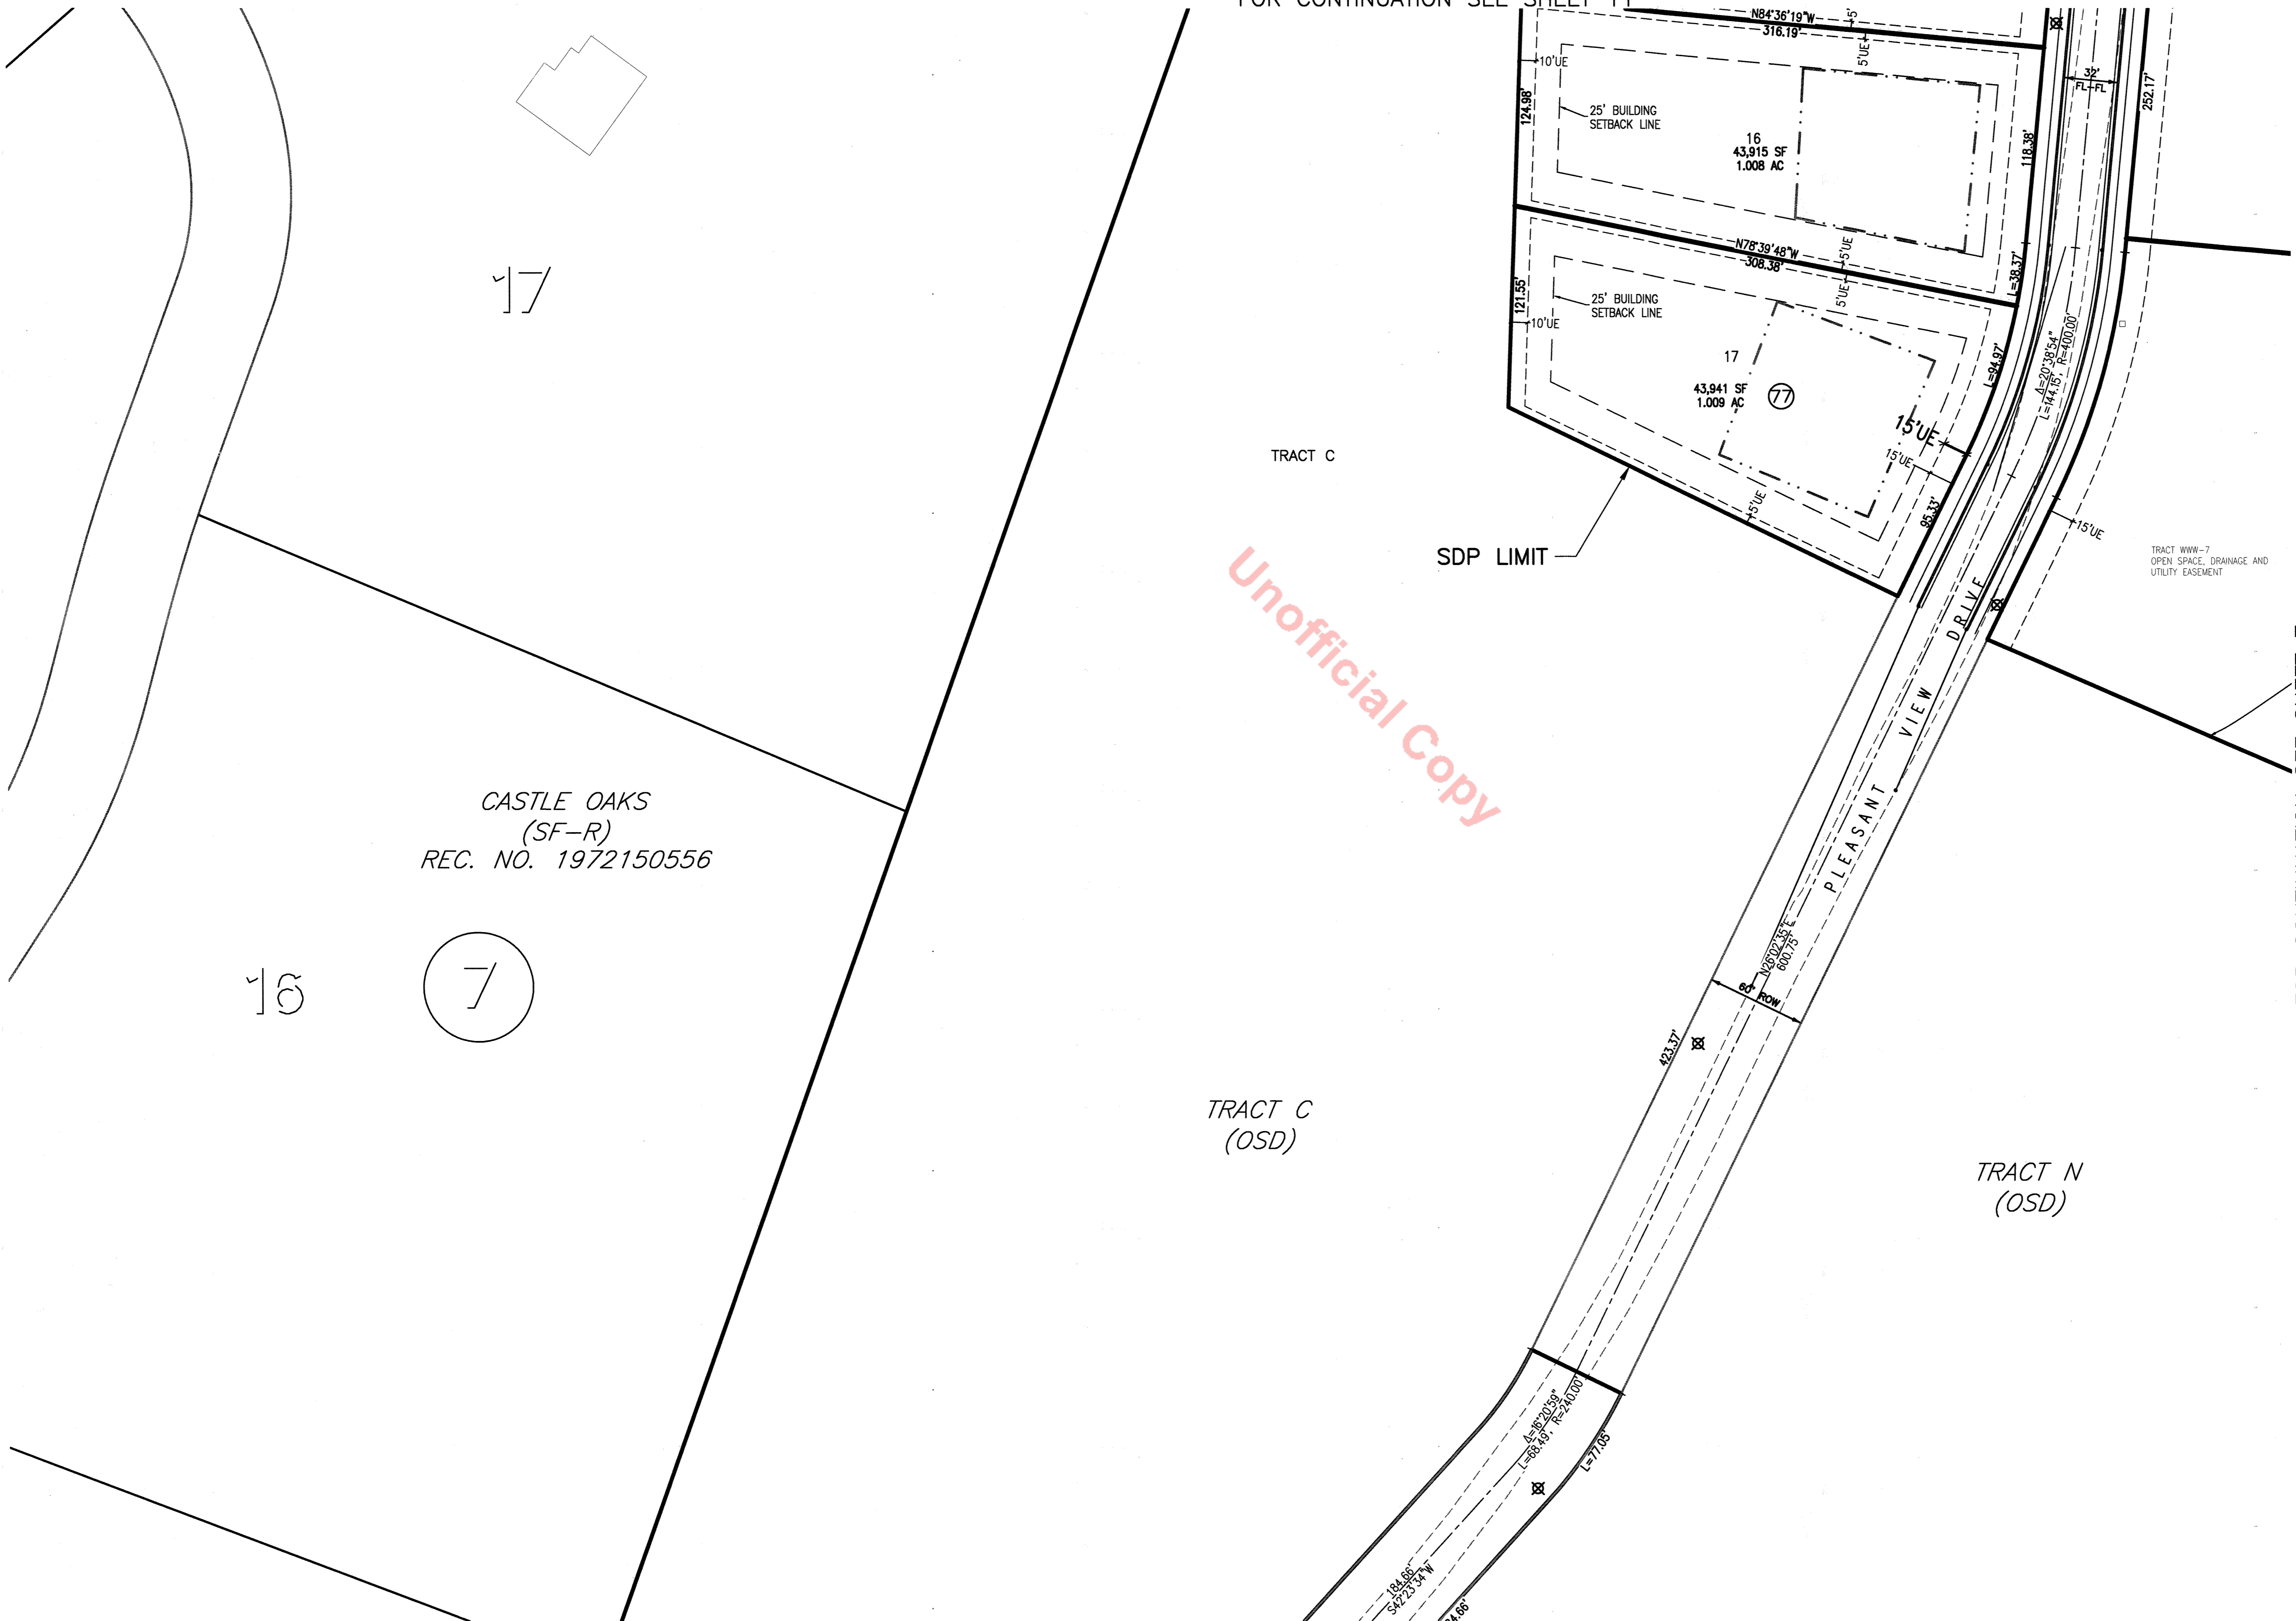 FOR CONTINUATION SEE SHEET 11
N84°36'19"W
316.19'
5'
5'UE
10'UE
124.98'
25' BUILDING
SETBACK LINE
16
43,915 SF
1.008 AC
118.38'
32'
FL-FL
252.17'
N78°39'48"W
308.38'
5'UE
5'UE
L=38.37'
121.55'
10'UE
25' BUILDING
SETBACK LINE
17
43,941 SF
1.009 AC
77
L=94.97'
Δ=20°38'54"
L=144.15', R=400.00'
15'UE
15'UE
95.33'
5'UE
15'UE
TRACT C
SDP LIMIT
TRACT WWW-7
OPEN SPACE, DRAINAGE AND
UTILITY EASEMENT
17
Unofficial Copy
PLEASANT VIEW DRIVE
CASTLE OAKS
(SF-R)
REC. NO. 1972150556
16
7
N26°02'35"E
600.75'
60' ROW
423.37'
TRACT C
(OSD)
TRACT N
(OSD)
Δ=16°20'59"
L=68.49', R=240.00'
L=77.05'
184.66'
S42°23'34"W